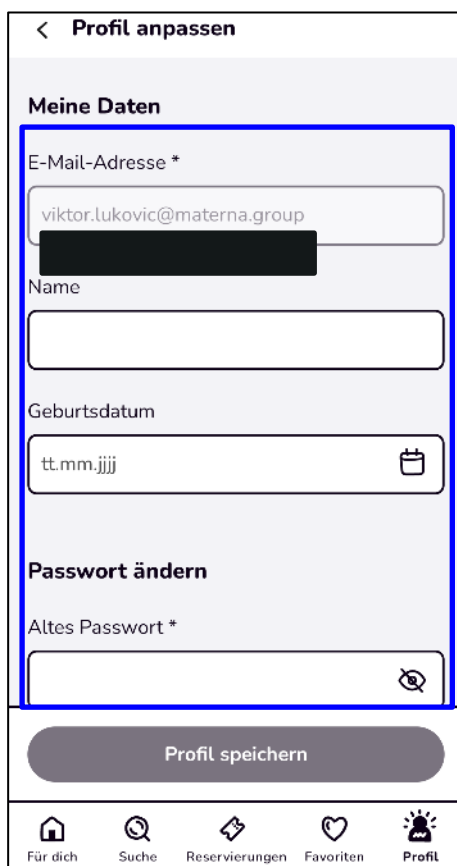 Profil anpassen
Meine Daten
E-Mail-Adresse *
viktor.lukovic@materna.group
Name
Geburtsdatum
tt.mm.jjjj
Passwort ändern
Altes Passwort *
Profil speichern
Für dich Suche Reservierungen Favoriten Profil